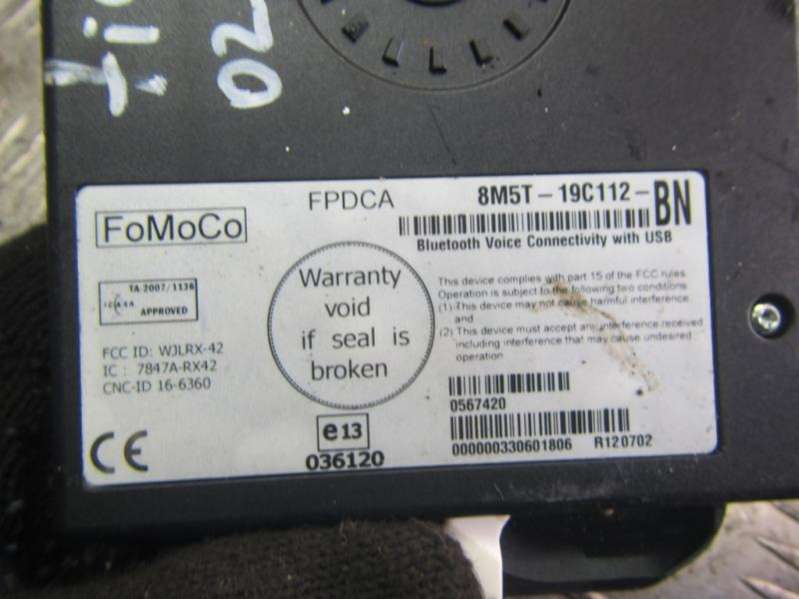 02
FoMoCo
FPDCA
8M5T-19C112-BN
Bluetooth Voice Connectivity with USB
TA-2007/1136
ICASA
APPROVED
FCC ID: WJLRX-42
IC : 7847A-RX42
CNC-ID 16-6360
CE
Warranty
void
if seal is
broken
e13
036120
This device complies with part 15 of the FCC rules
Operation is subject to the following two conditions
(1) This device may not cause harmful interference
and
(2) This device must accept any interference received
including interference that may cause undesired
operation
0567420
000000330601806 R120702